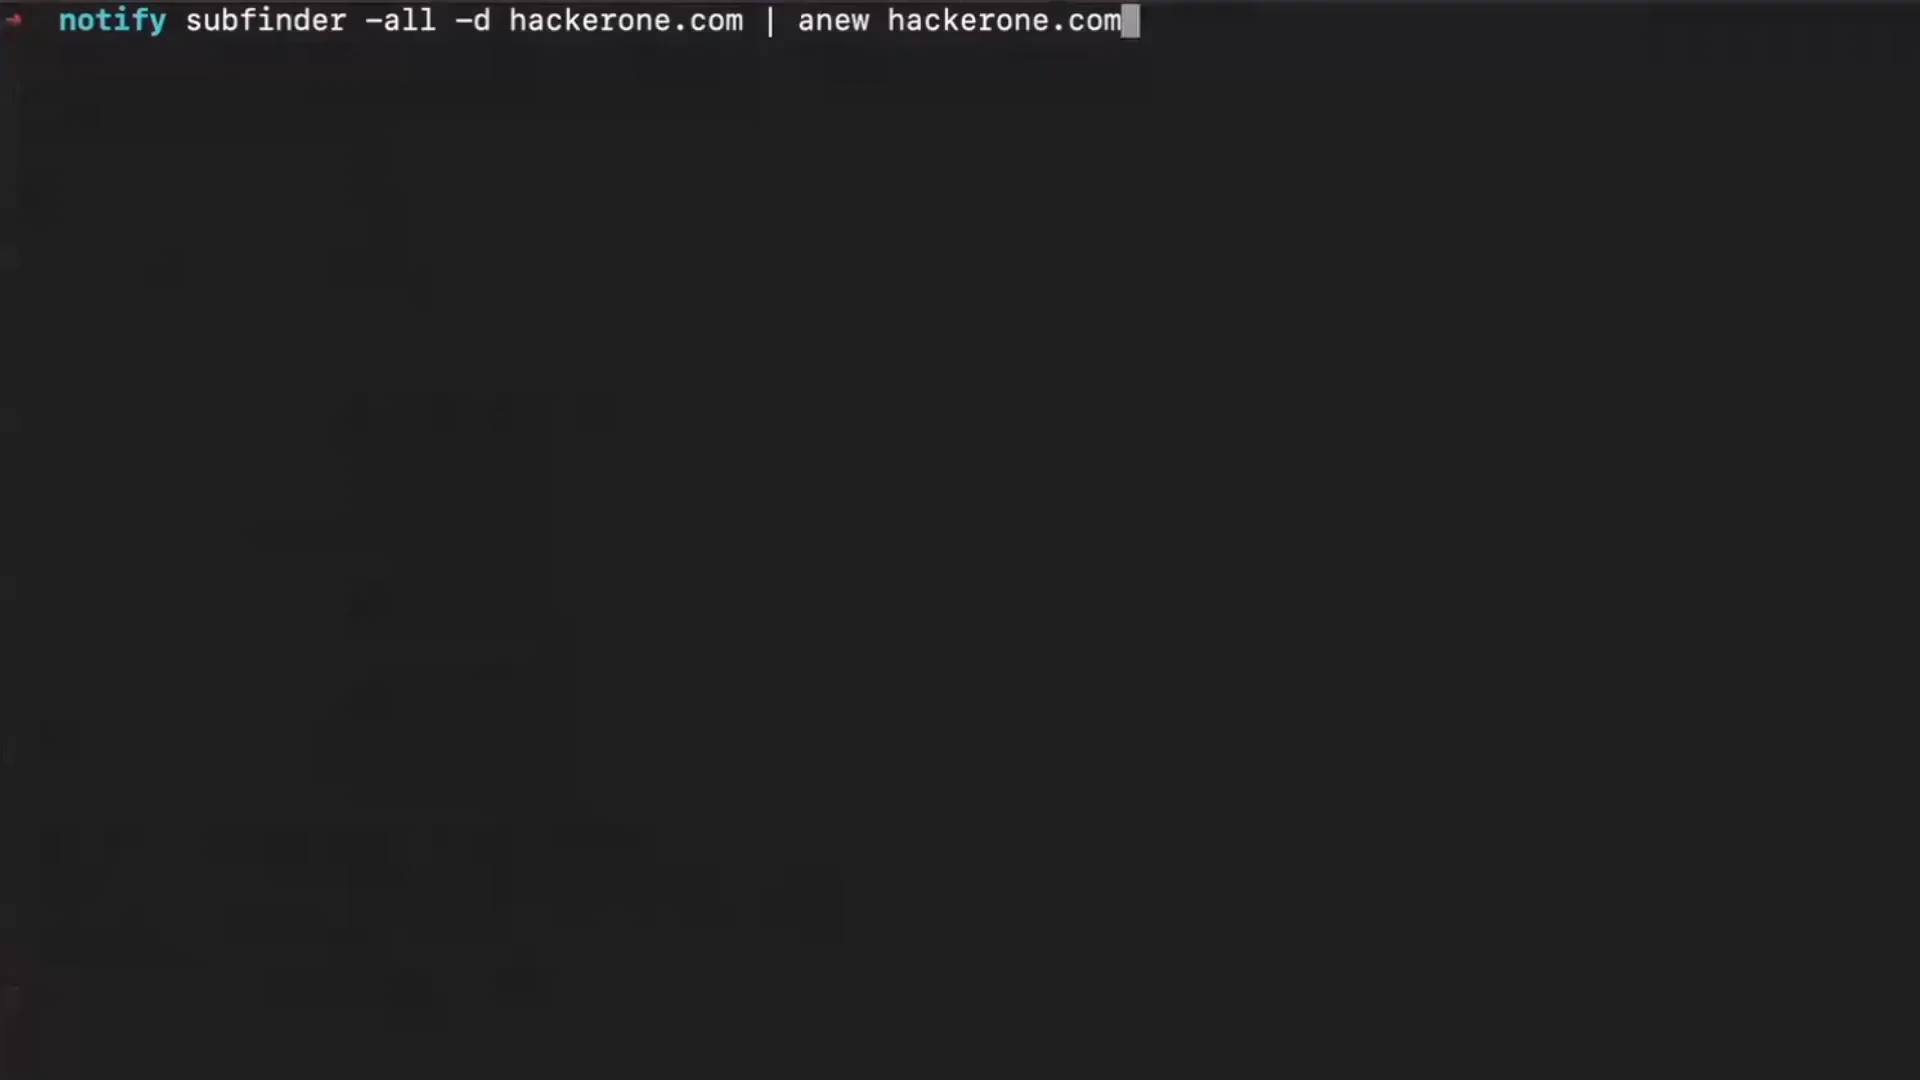 ➜ notify subfinder -all -d hackerone.com | anew hackerone.com